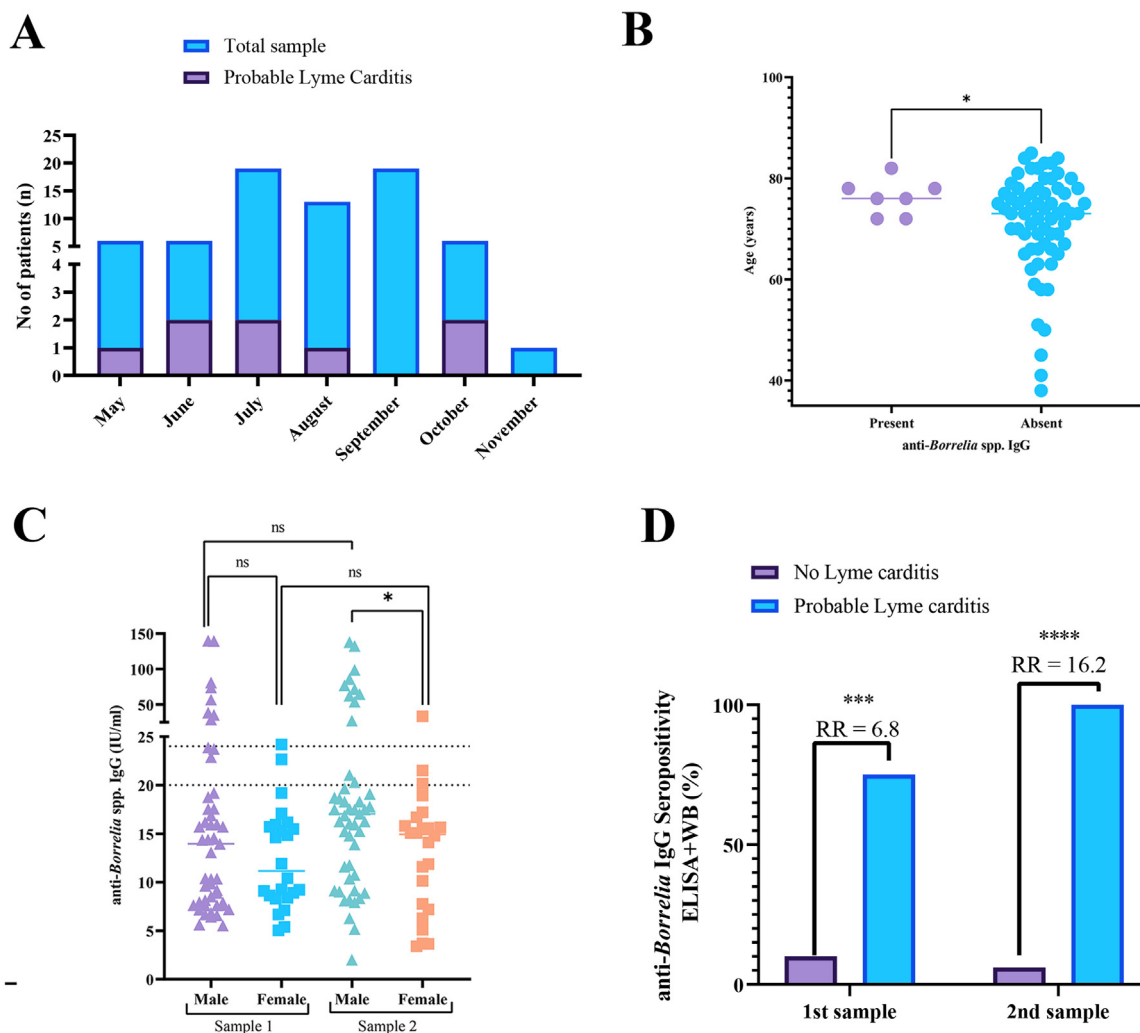 A
Total sample
Probable Lyme Carditis
No of patients (n)
25
20
15
10
5
4
3
2
1
0
May
June
July
August
September
October
November
B
*
Age (years)
100
80
60
40
Present
Absent
anti-Borrelia spp. IgG
C
ns
ns
ns
*
anti-Borrelia spp. IgG (IU/ml)
150
100
50
25
20
15
10
5
0
Male
Female
Male
Female
Sample 1
Sample 2
D
No Lyme carditis
Probable Lyme carditis
anti-Borrelia IgG Seropositivity
ELISA+WB (%)
***
RR = 6.8
****
RR = 16.2
100
50
0
1st sample
2nd sample